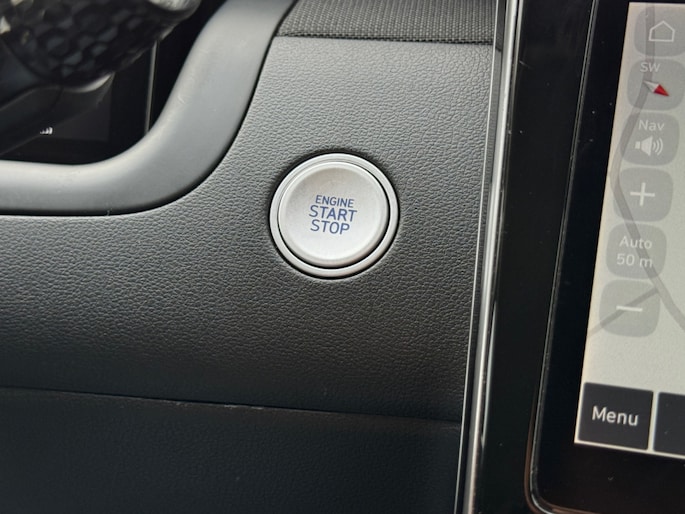 ENGINE
START
STOP
SW
Nav
Auto
50 m
Menu